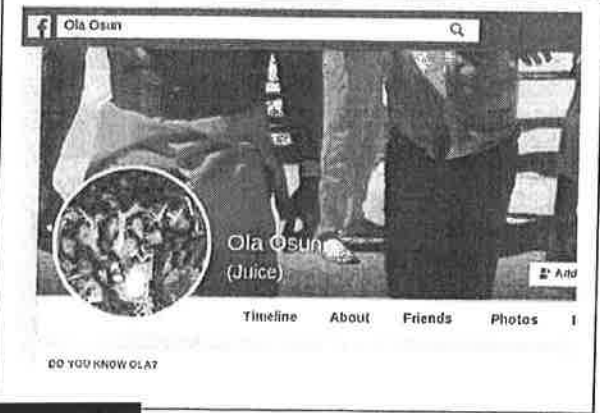 f Ola Osun
Ola Osun
(Juice)
Add
Timeline About Friends Photos
DO YOU KNOW OLA?